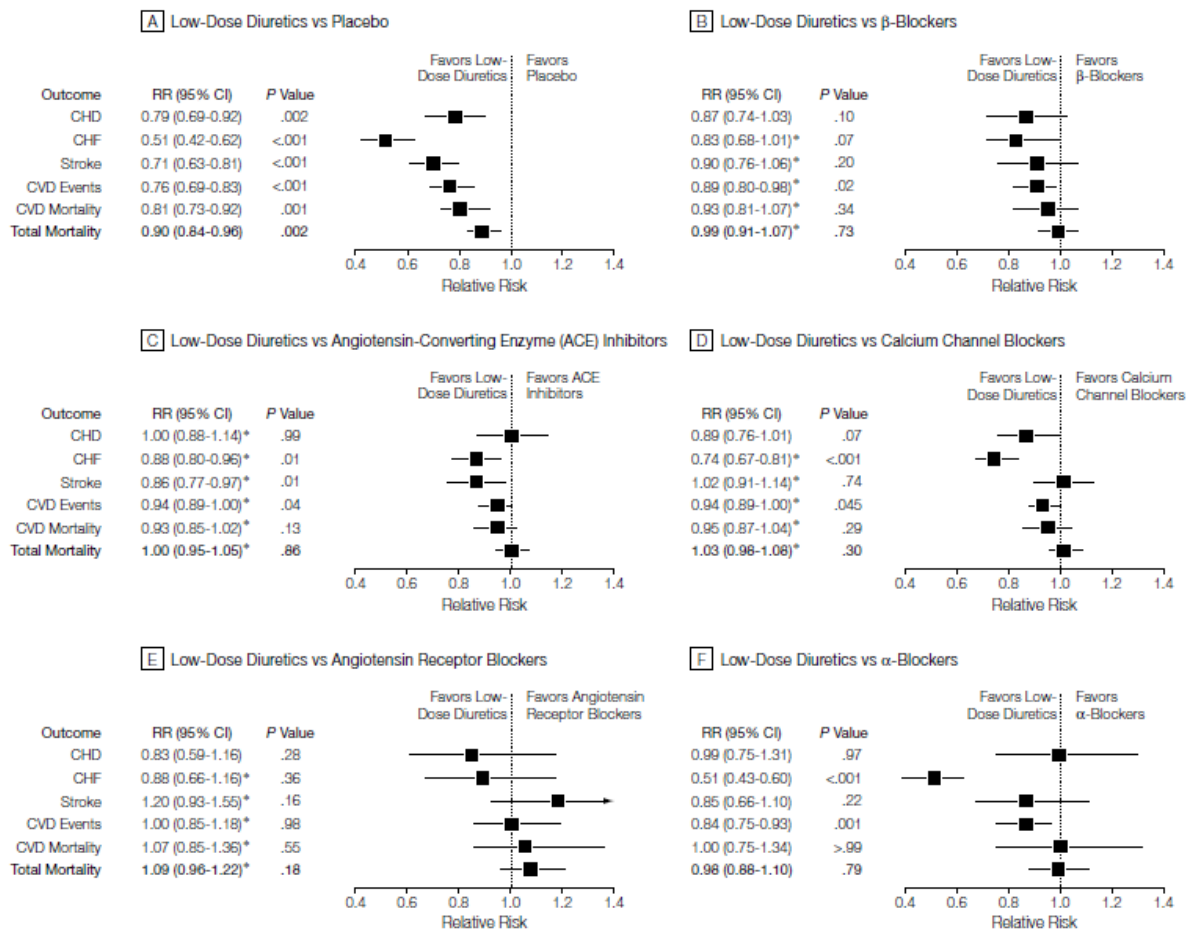 A Low-Dose Diuretics vs Placebo
Favors Low-Dose Diuretics
Favors Placebo
Outcome RR (95% CI) P Value
CHD 0.79 (0.69-0.92) .002
CHF 0.51 (0.42-0.62) <.001
Stroke 0.71 (0.63-0.81) <.001
CVD Events 0.76 (0.69-0.83) <.001
CVD Mortality 0.81 (0.73-0.92) .001
Total Mortality 0.90 (0.84-0.96) .002
0.4 0.6 0.8 1.0 1.2 1.4
Relative Risk
B Low-Dose Diuretics vs β-Blockers
Favors Low-Dose Diuretics
Favors β-Blockers
RR (95% CI) P Value
0.87 (0.74-1.03) .10
0.83 (0.68-1.01)* .07
0.90 (0.76-1.06)* .20
0.89 (0.80-0.98)* .02
0.93 (0.81-1.07)* .34
0.99 (0.91-1.07)* .73
0.4 0.6 0.8 1.0 1.2 1.4
Relative Risk
C Low-Dose Diuretics vs Angiotensin-Converting Enzyme (ACE) Inhibitors
Favors Low-Dose Diuretics
Favors ACE Inhibitors
Outcome RR (95% CI) P Value
CHD 1.00 (0.88-1.14)* .99
CHF 0.88 (0.80-0.96)* .01
Stroke 0.86 (0.77-0.97)* .01
CVD Events 0.94 (0.89-1.00)* .04
CVD Mortality 0.93 (0.85-1.02)* .13
Total Mortality 1.00 (0.95-1.05)* .86
0.4 0.6 0.8 1.0 1.2 1.4
Relative Risk
D Low-Dose Diuretics vs Calcium Channel Blockers
Favors Low-Dose Diuretics
Favors Calcium Channel Blockers
RR (95% CI) P Value
0.89 (0.76-1.01) .07
0.74 (0.67-0.81)* <.001
1.02 (0.91-1.14)* .74
0.94 (0.89-1.00)* .045
0.95 (0.87-1.04)* .29
1.03 (0.98-1.08)* .30
0.4 0.6 0.8 1.0 1.2 1.4
Relative Risk
E Low-Dose Diuretics vs Angiotensin Receptor Blockers
Favors Low-Dose Diuretics
Favors Angiotensin Receptor Blockers
Outcome RR (95% CI) P Value
CHD 0.83 (0.59-1.16) .28
CHF 0.88 (0.66-1.16)* .36
Stroke 1.20 (0.93-1.55)* .16
CVD Events 1.00 (0.85-1.18)* .98
CVD Mortality 1.07 (0.85-1.36)* .55
Total Mortality 1.09 (0.96-1.22)* .18
0.4 0.6 0.8 1.0 1.2 1.4
Relative Risk
F Low-Dose Diuretics vs α-Blockers
Favors Low-Dose Diuretics
Favors α-Blockers
RR (95% CI) P Value
0.99 (0.75-1.31) .97
0.51 (0.43-0.60) <.001
0.85 (0.66-1.10) .22
0.84 (0.75-0.93) .001
1.00 (0.75-1.34) >.99
0.98 (0.88-1.10) .79
0.4 0.6 0.8 1.0 1.2 1.4
Relative Risk